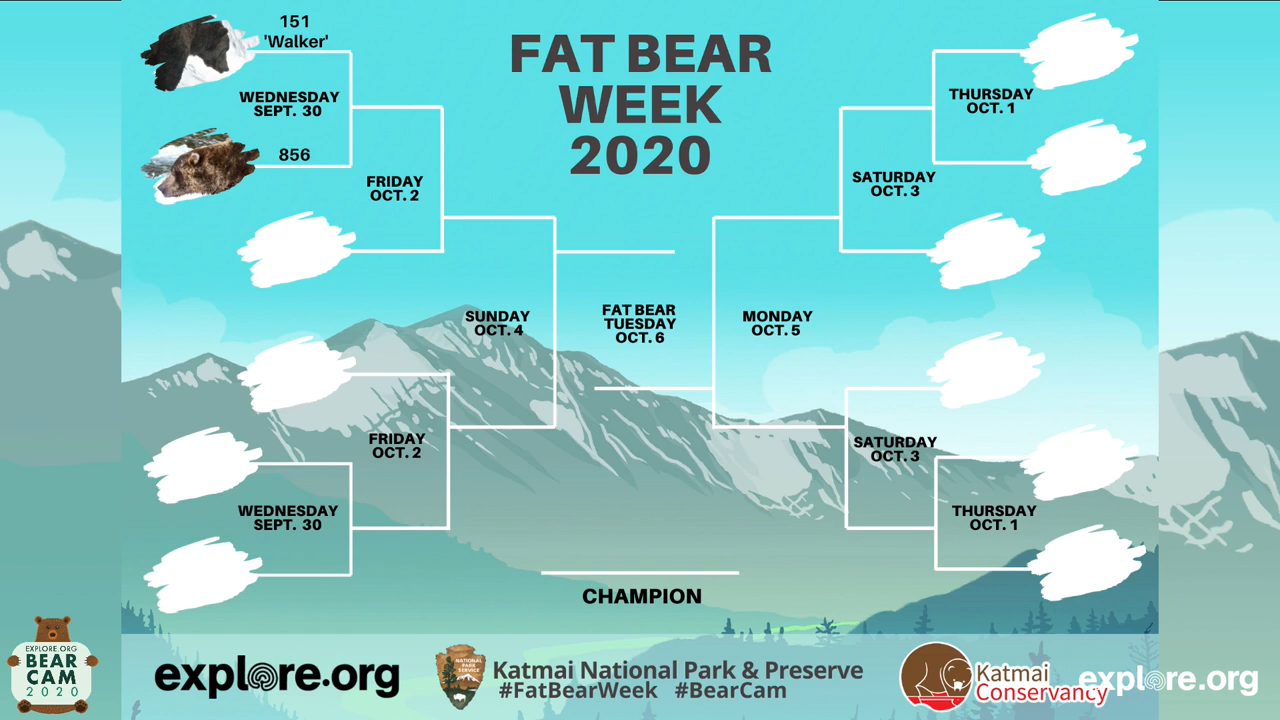 151
'Walker'
FAT BEAR
WEEK
2020
WEDNESDAY
SEPT. 30
THURSDAY
OCT. 1
856
FRIDAY
OCT. 2
SATURDAY
OCT. 3
SUNDAY
OCT. 4
FAT BEAR
TUESDAY
OCT. 6
MONDAY
OCT. 5
FRIDAY
OCT. 2
SATURDAY
OCT. 3
WEDNESDAY
SEPT. 30
THURSDAY
OCT. 1
CHAMPION
EXPLORE.ORG
BEAR
CAM
2020
explore.org
NATIONAL
PARK
SERVICE
Katmai National Park & Preserve
#FatBearWeek #BearCam
Katmai
Conservancy
explore.org